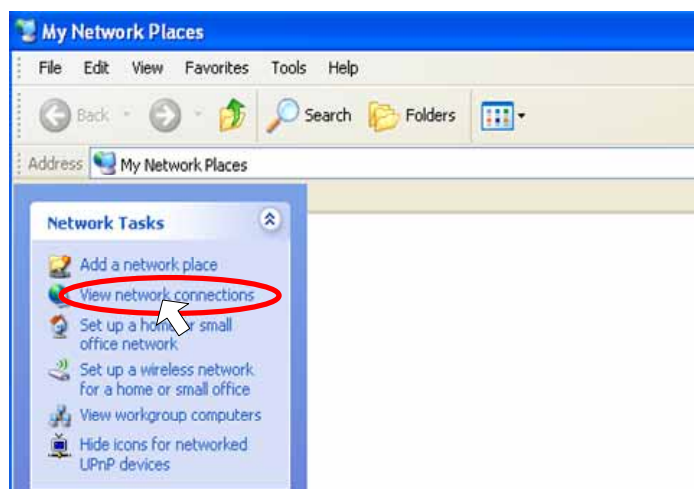 My Network Places
File Edit View Favorites Tools Help
Back Search Folders
Address My Network Places
Network Tasks
Add a network place
View network connections
Set up a home or small
office network
Set up a wireless network
for a home or small office
View workgroup computers
Hide icons for networked
UPnP devices